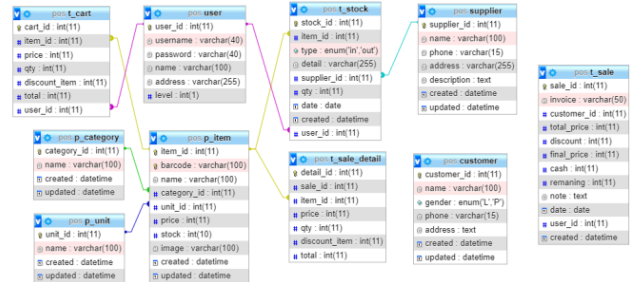 pos t_cart
cart_id : int(11)
item_id : int(11)
price : int(11)
qty : int(11)
discount_item : int(11)
total : int(11)
user_id : int(11)
pos user
user_id : int(11)
username : varchar(40)
password : varchar(40)
name : varchar(100)
address : varchar(255)
level : int(1)
pos t_stock
stock_id : int(11)
item_id : int(11)
type : enum('in','out')
detail : varchar(255)
supplier_id : int(11)
qty : int(11)
date : date
created : datetime
user_id : int(11)
pos supplier
supplier_id : int(11)
name : varchar(100)
phone : varchar(15)
address : varchar(255)
description : text
created : datetime
updated : datetime
pos t_sale
sale_id : int(11)
invoice : varchar(50)
customer_id : int(11)
total_price : int(11)
discount : int(11)
final_price : int(11)
cash : int(11)
remaning : int(11)
note : text
date : date
user_id : int(11)
created : datetime
pos p_category
category_id : int(11)
name : varchar(100)
created : datetime
updated : datetime
pos p_item
item_id : int(11)
barcode : varchar(100)
name : varchar(100)
category_id : int(11)
unit_id : int(11)
price : int(11)
stock : int(10)
image : varchar(100)
created : datetime
updated : datetime
pos t_sale_detail
detail_id : int(11)
sale_id : int(11)
item_id : int(11)
price : int(11)
qty : int(11)
discount_item : int(11)
total : int(11)
pos customer
customer_id : int(11)
name : varchar(100)
gender : enum('L','P')
phone : varchar(15)
address : text
created : datetime
updated : datetime
pos p_unit
unit_id : int(11)
name : varchar(100)
created : datetime
updated : datetime